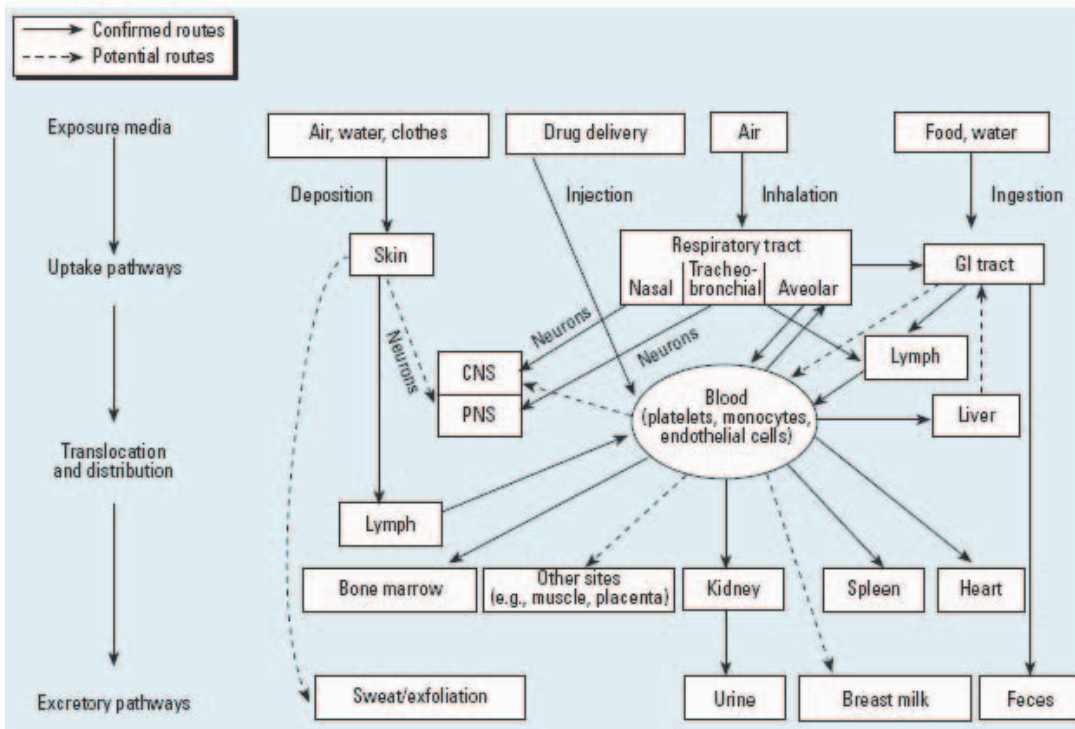 Confirmed routes
Potential routes
Exposure media
Air, water, clothes
Drug delivery
Air
Food, water
Deposition
Injection
Inhalation
Ingestion
Uptake pathways
Skin
Respiratory tract
Nasal
Tracheo-
bronchial
Aveolar
GI tract
Neurons
Neurons
Neurons
CNS
PNS
Lymph
Blood
(platelets, monocytes,
endothelial cells)
Liver
Translocation
and distribution
Lymph
Bone marrow
Other sites
(e.g., muscle, placenta)
Kidney
Spleen
Heart
Excretory pathways
Sweat/exfoliation
Urine
Breast milk
Feces